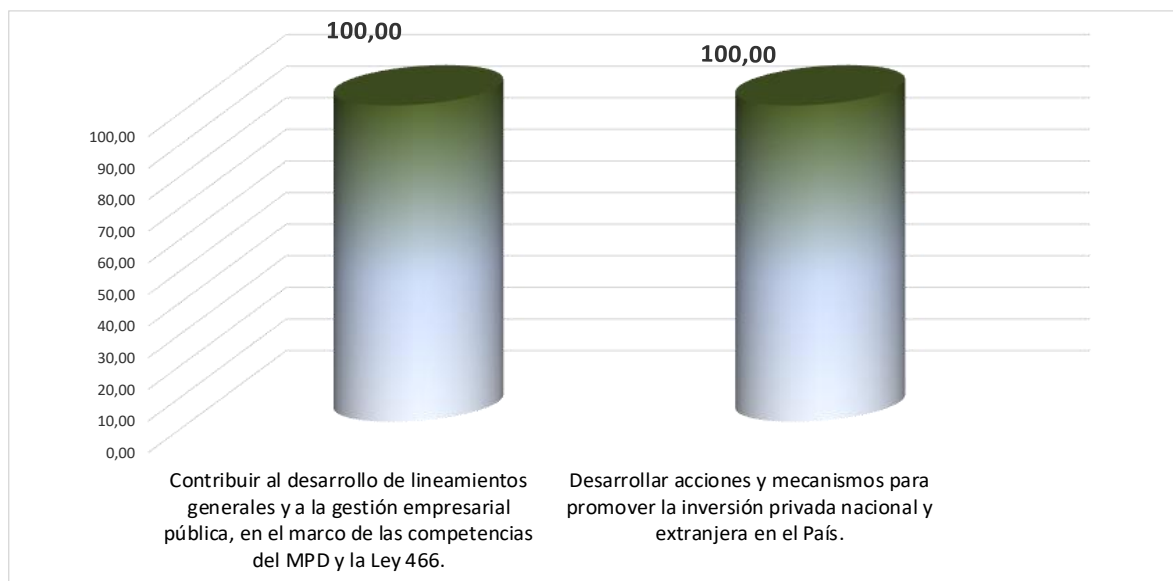 100,00
100,00
100,00
90,00
80,00
70,00
60,00
50,00
40,00
30,00
20,00
10,00
0,00
Contribuir al desarrollo de lineamientos
generales y a la gestión empresarial
pública, en el marco de las competencias
del MPD y la Ley 466.
Desarrollar acciones y mecanismos para
promover la inversión privada nacional y
extranjera en el País.